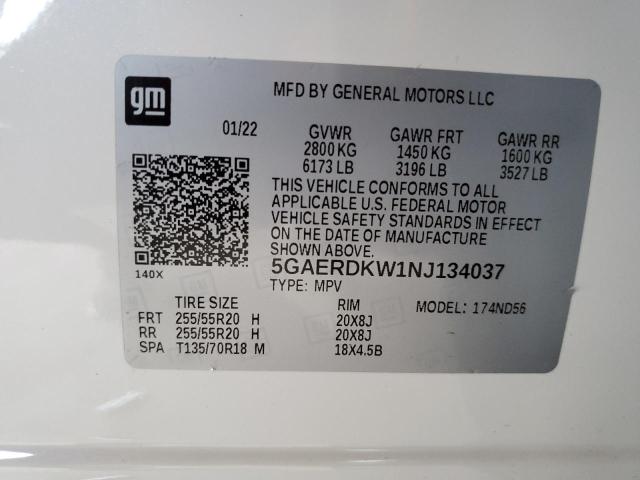 gm
MFD BY GENERAL MOTORS LLC
01/22 GVWR GAWR FRT GAWR RR
2800 KG 1450 KG 1600 KG
6173 LB 3196 LB 3527 LB
THIS VEHICLE CONFORMS TO ALL
APPLICABLE U.S. FEDERAL MOTOR
VEHICLE SAFETY STANDARDS IN EFFECT
ON THE DATE OF MANUFACTURE
SHOWN ABOVE.
140X
5GAERDKW1NJ134037
TYPE: MPV
TIRE SIZE RIM MODEL: 174ND56
FRT 255/55R20 H 20X8J
RR 255/55R20 H 20X8J
SPA T135/70R18 M 18X4.5B